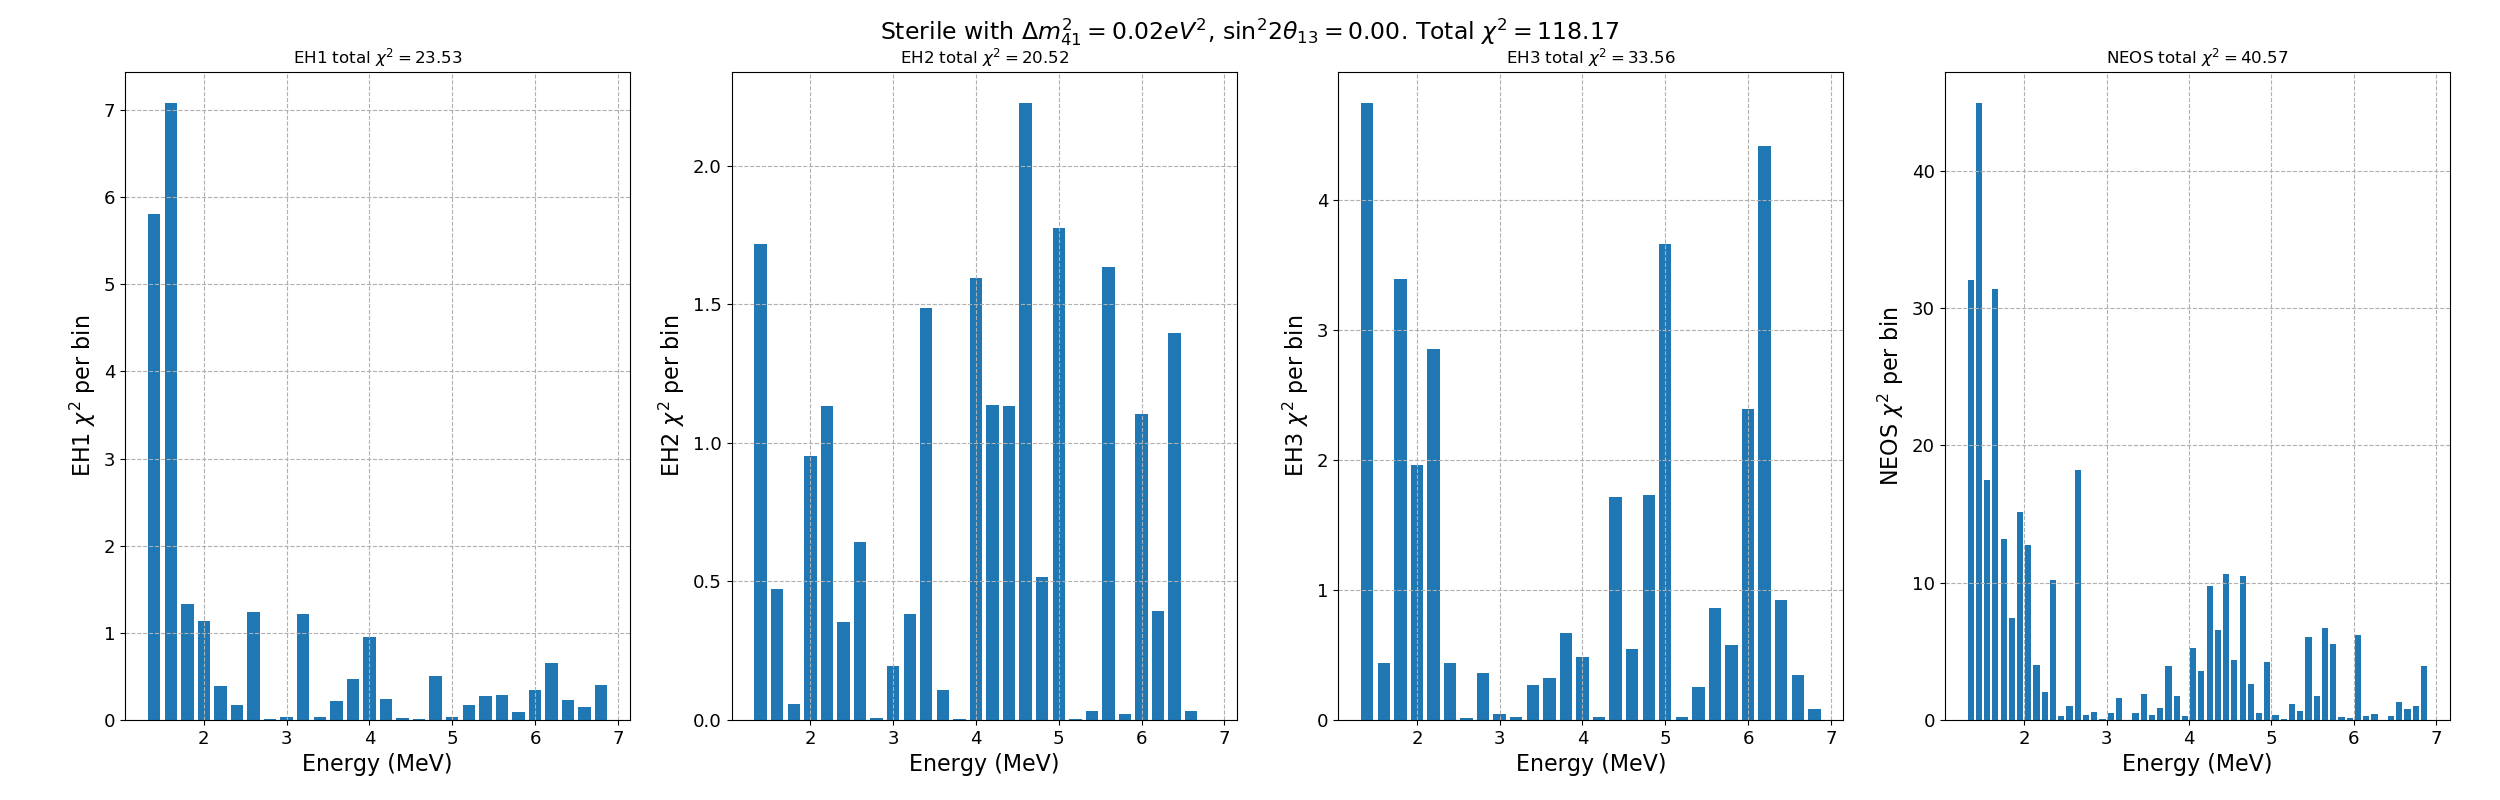 Sterile with Δm²₄₁ = 0.02eV², sin²2θ₁₃ = 0.00. Total χ² = 118.17
EH1 total χ² = 23.53
EH1 χ² per bin
7
6
5
4
3
2
1
0
2 3 4 5 6 7
Energy (MeV)
EH2 total χ² = 20.52
EH2 χ² per bin
2.0
1.5
1.0
0.5
0.0
2 3 4 5 6 7
Energy (MeV)
EH3 total χ² = 33.56
EH3 χ² per bin
4
3
2
1
0
2 3 4 5 6 7
Energy (MeV)
NEOS total χ² = 40.57
NEOS χ² per bin
40
30
20
10
0
2 3 4 5 6 7
Energy (MeV)